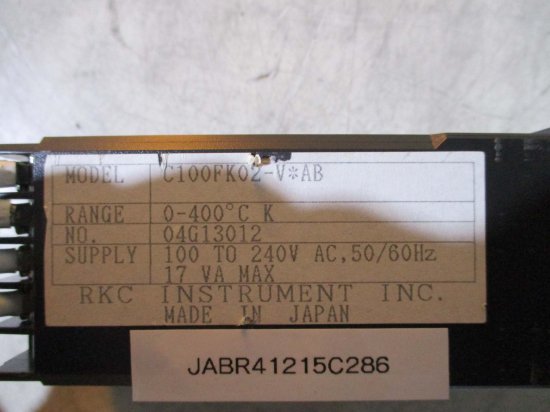 MODEL C100FK02-V*AB
RANGE 0-400°C K
NO. 04G13012
SUPPLY 100 TO 240V AC,50/60Hz
17 VA MAX
RKC INSTRUMENT INC.
MADE IN JAPAN
JABR41215C286